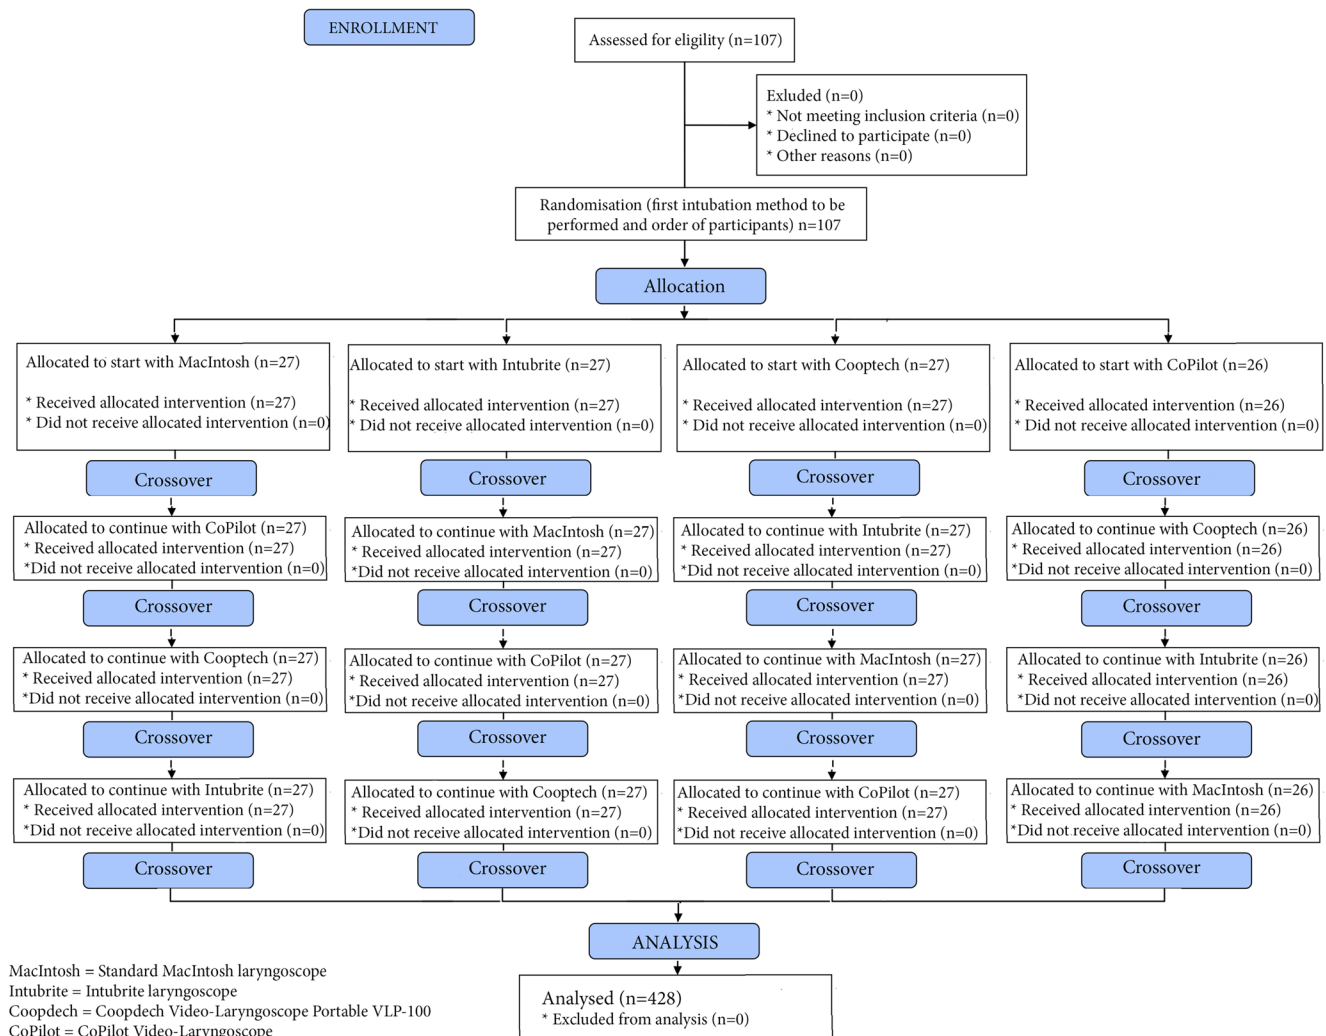 ENROLLMENT
Assessed for eligility (n=107)
Exluded (n=0)
* Not meeting inclusion criteria (n=0)
* Declined to participate (n=0)
* Other reasons (n=0)
Randomisation (first intubation method to be
performed and order of participants) n=107
Allocation
Allocated to start with MacIntosh (n=27)
* Received allocated intervention (n=27)
* Did not receive allocated intervention (n=0)
Allocated to start with Intubrite (n=27)
* Received allocated intervention (n=27)
* Did not receive allocated intervention (n=0)
Allocated to start with Cooptech (n=27)
* Received allocated intervention (n=27)
* Did not receive allocated intervention (n=0)
Allocated to start with CoPilot (n=26)
* Received allocated intervention (n=26)
* Did not receive allocated intervention (n=0)
Crossover
Crossover
Crossover
Crossover
Allocated to continue with CoPilot (n=27)
* Received allocated intervention (n=27)
*Did not receive allocated intervention (n=0)
Allocated to continue with MacIntosh (n=27)
* Received allocated intervention (n=27)
*Did not receive allocated intervention (n=0)
Allocated to continue with Intubrite (n=27)
* Received allocated intervention (n=27)
*Did not receive allocated intervention (n=0)
Allocated to continue with Cooptech (n=26)
* Received allocated intervention (n=26)
*Did not receive allocated intervention (n=0)
Crossover
Crossover
Crossover
Crossover
Allocated to continue with Cooptech (n=27)
* Received allocated intervention (n=27)
*Did not receive allocated intervention (n=0)
Allocated to continue with CoPilot (n=27)
* Received allocated intervention (n=27)
*Did not receive allocated intervention (n=0)
Allocated to continue with MacIntosh (n=27)
* Received allocated intervention (n=27)
*Did not receive allocated intervention (n=0)
Allocated to continue with Intubrite (n=26)
* Received allocated intervention (n=26)
*Did not receive allocated intervention (n=0)
Crossover
Crossover
Crossover
Crossover
Allocated to continue with Intubrite (n=27)
* Received allocated intervention (n=27)
*Did not receive allocated intervention (n=0)
Allocated to continue with Cooptech (n=27)
* Received allocated intervention (n=27)
*Did not receive allocated intervention (n=0)
Allocated to continue with CoPilot (n=27)
* Received allocated intervention (n=27)
*Did not receive allocated intervention (n=0)
Allocated to continue with MacIntosh (n=26)
* Received allocated intervention (n=26)
*Did not receive allocated intervention (n=0)
Crossover
Crossover
Crossover
Crossover
ANALYSIS
Analysed (n=428)
* Excluded from analysis (n=0)
MacIntosh = Standard MacIntosh laryngoscope
Intubrite = Intubrite laryngoscope
Coopdech = Coopdech Video-Laryngoscope Portable VLP-100
CoPilot = CoPilot Video-Laryngoscope